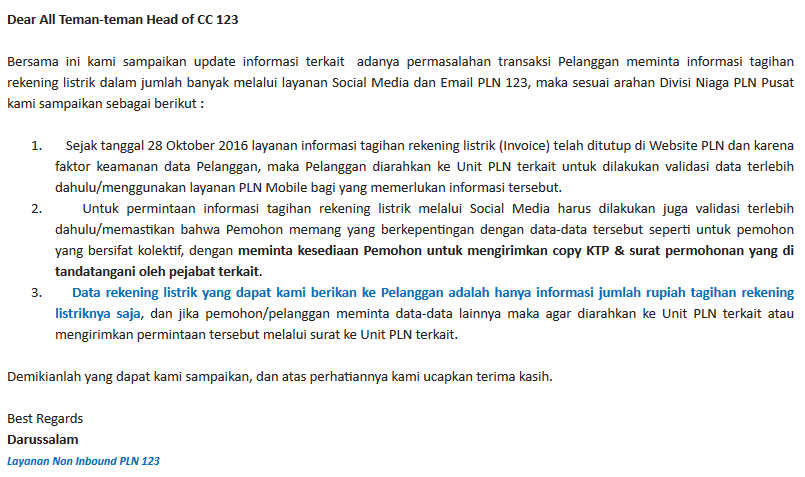 Dear All Teman-teman Head of CC 123
Bersama ini kami sampaikan update informasi terkait adanya permasalahan transaksi Pelanggan meminta informasi tagihan
rekening listrik dalam jumlah banyak melalui layanan Social Media dan Email PLN 123, maka sesuai arahan Divisi Niaga PLN Pusat
kami sampaikan sebagai berikut :
1. Sejak tanggal 28 Oktober 2016 layanan informasi tagihan rekening listrik (Invoice) telah ditutup di Website PLN dan karena
faktor keamanan data Pelanggan, maka Pelanggan diarahkan ke Unit PLN terkait untuk dilakukan validasi data terlebih
dahulu/menggunakan layanan PLN Mobile bagi yang memerlukan informasi tersebut.
2. Untuk permintaan informasi tagihan rekening listrik melalui Social Media harus dilakukan juga validasi terlebih
dahulu/memastikan bahwa Pemohon memang yang berkepentingan dengan data-data tersebut seperti untuk pemohon
yang bersifat kolektif, dengan meminta kesediaan Pemohon untuk mengirimkan copy KTP & surat permohonan yang di
tandatangani oleh pejabat terkait.
3. Data rekening listrik yang dapat kami berikan ke Pelanggan adalah hanya informasi jumlah rupiah tagihan rekening
listriknya saja, dan jika pemohon/pelanggan meminta data-data lainnya maka agar diarahkan ke Unit PLN terkait atau
mengirimkan permintaan tersebut melalui surat ke Unit PLN terkait.
Demikianlah yang dapat kami sampaikan, dan atas perhatiannya kami ucapkan terima kasih.
Best Regards
Darussalam
Layanan Non Inbound PLN 123